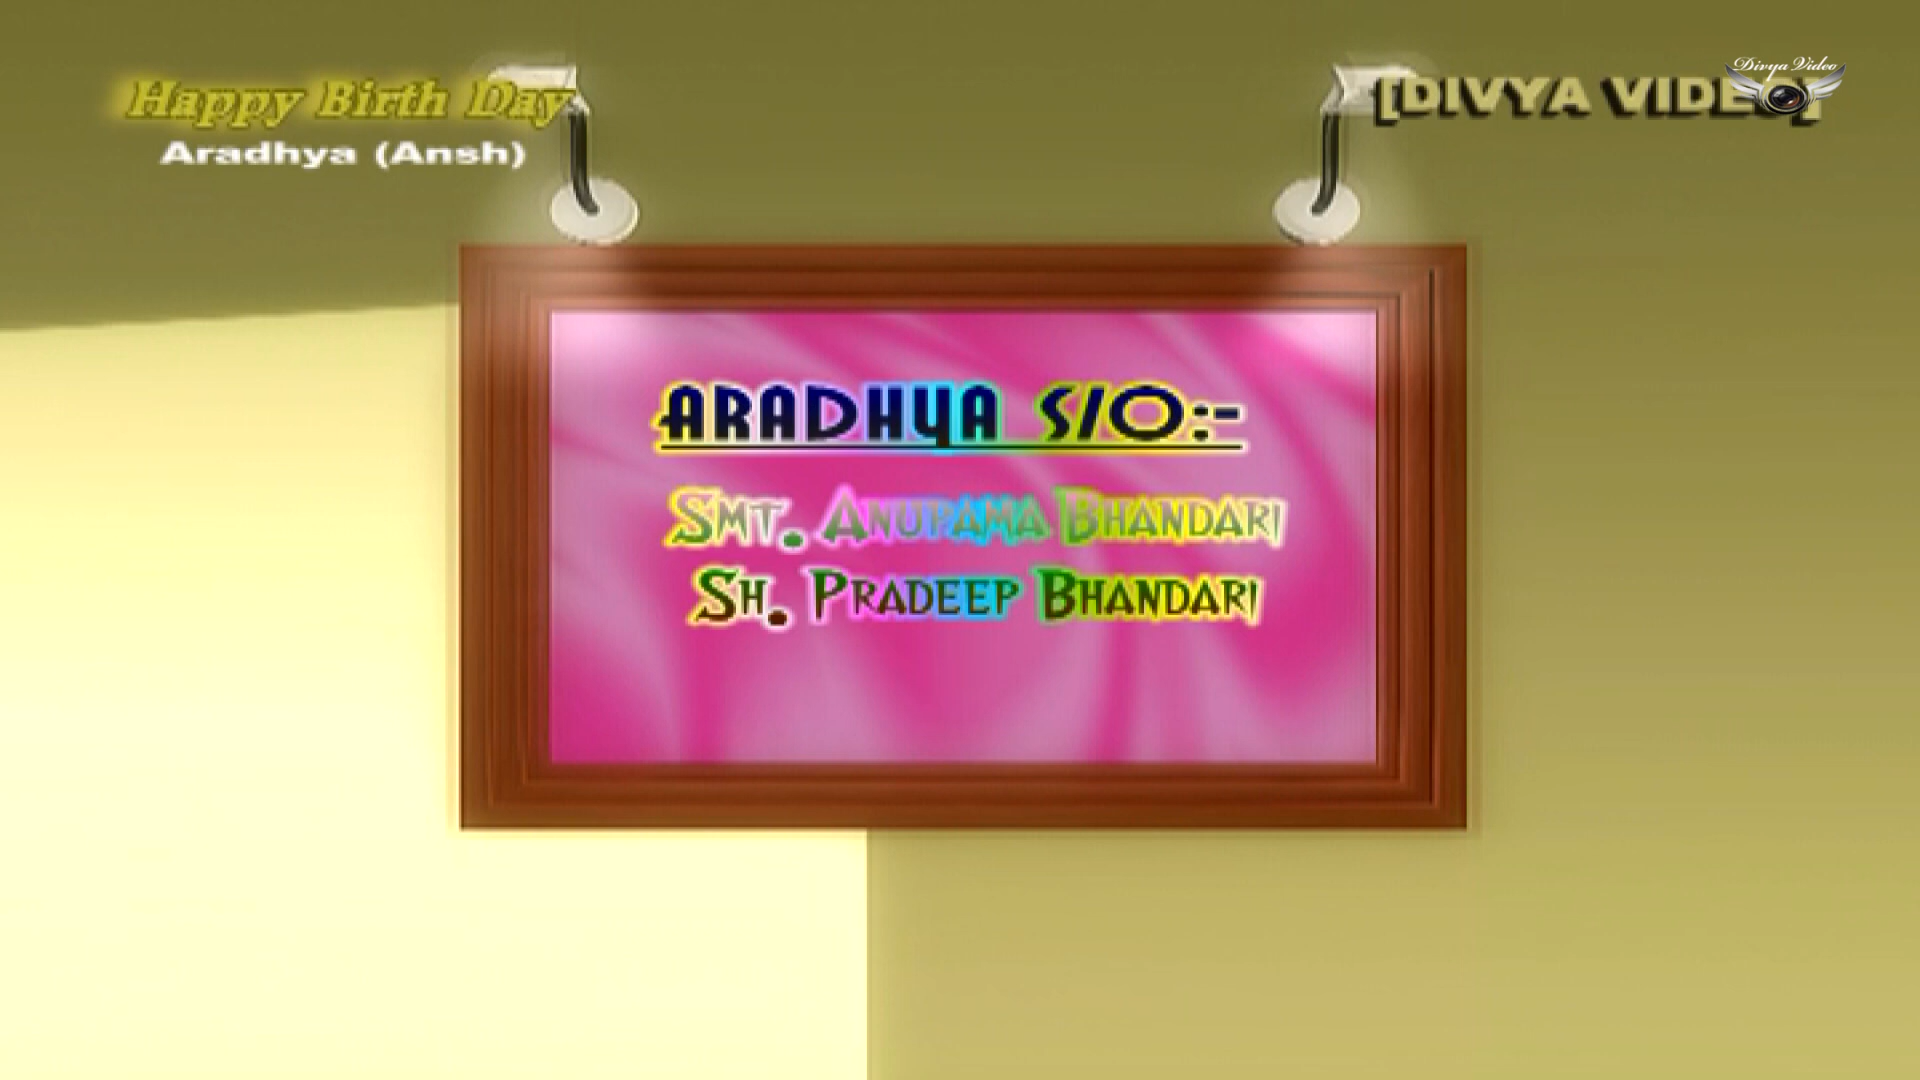 Happy Birth Day
Aradhya (Ansh)
[DIVYA VIDEO]
Divya Video
ARADHYA S/O:-
SMT. ANUPAMA BHANDARI
SH. PRADEEP BHANDARI